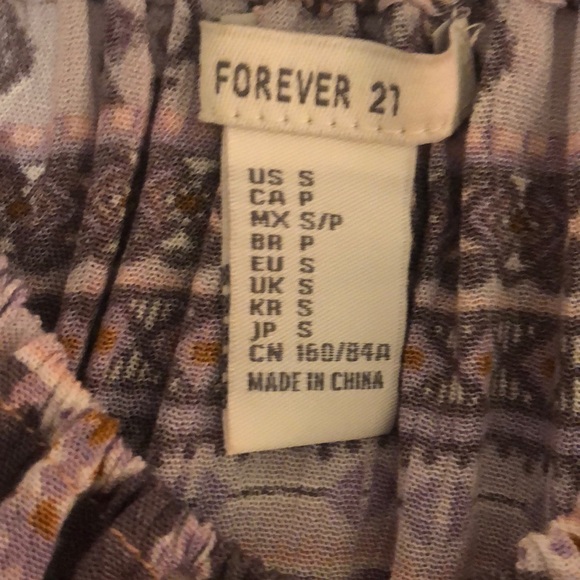 FOREVER 21
US S
CA P
MX S/P
BR P
EU S
UK S
KR S
JP S
CN 160/84A
MADE IN CHINA